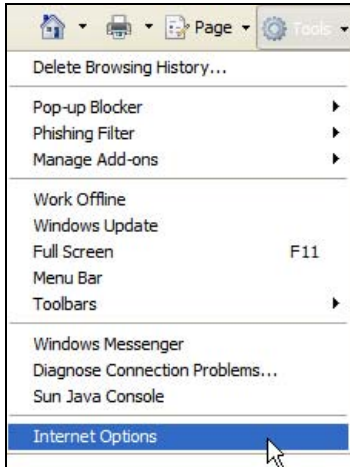 Page Tools
Delete Browsing History...
Pop-up Blocker
Phishing Filter
Manage Add-ons
Work Offline
Windows Update
Full Screen F11
Menu Bar
Toolbars
Windows Messenger
Diagnose Connection Problems...
Sun Java Console
Internet Options